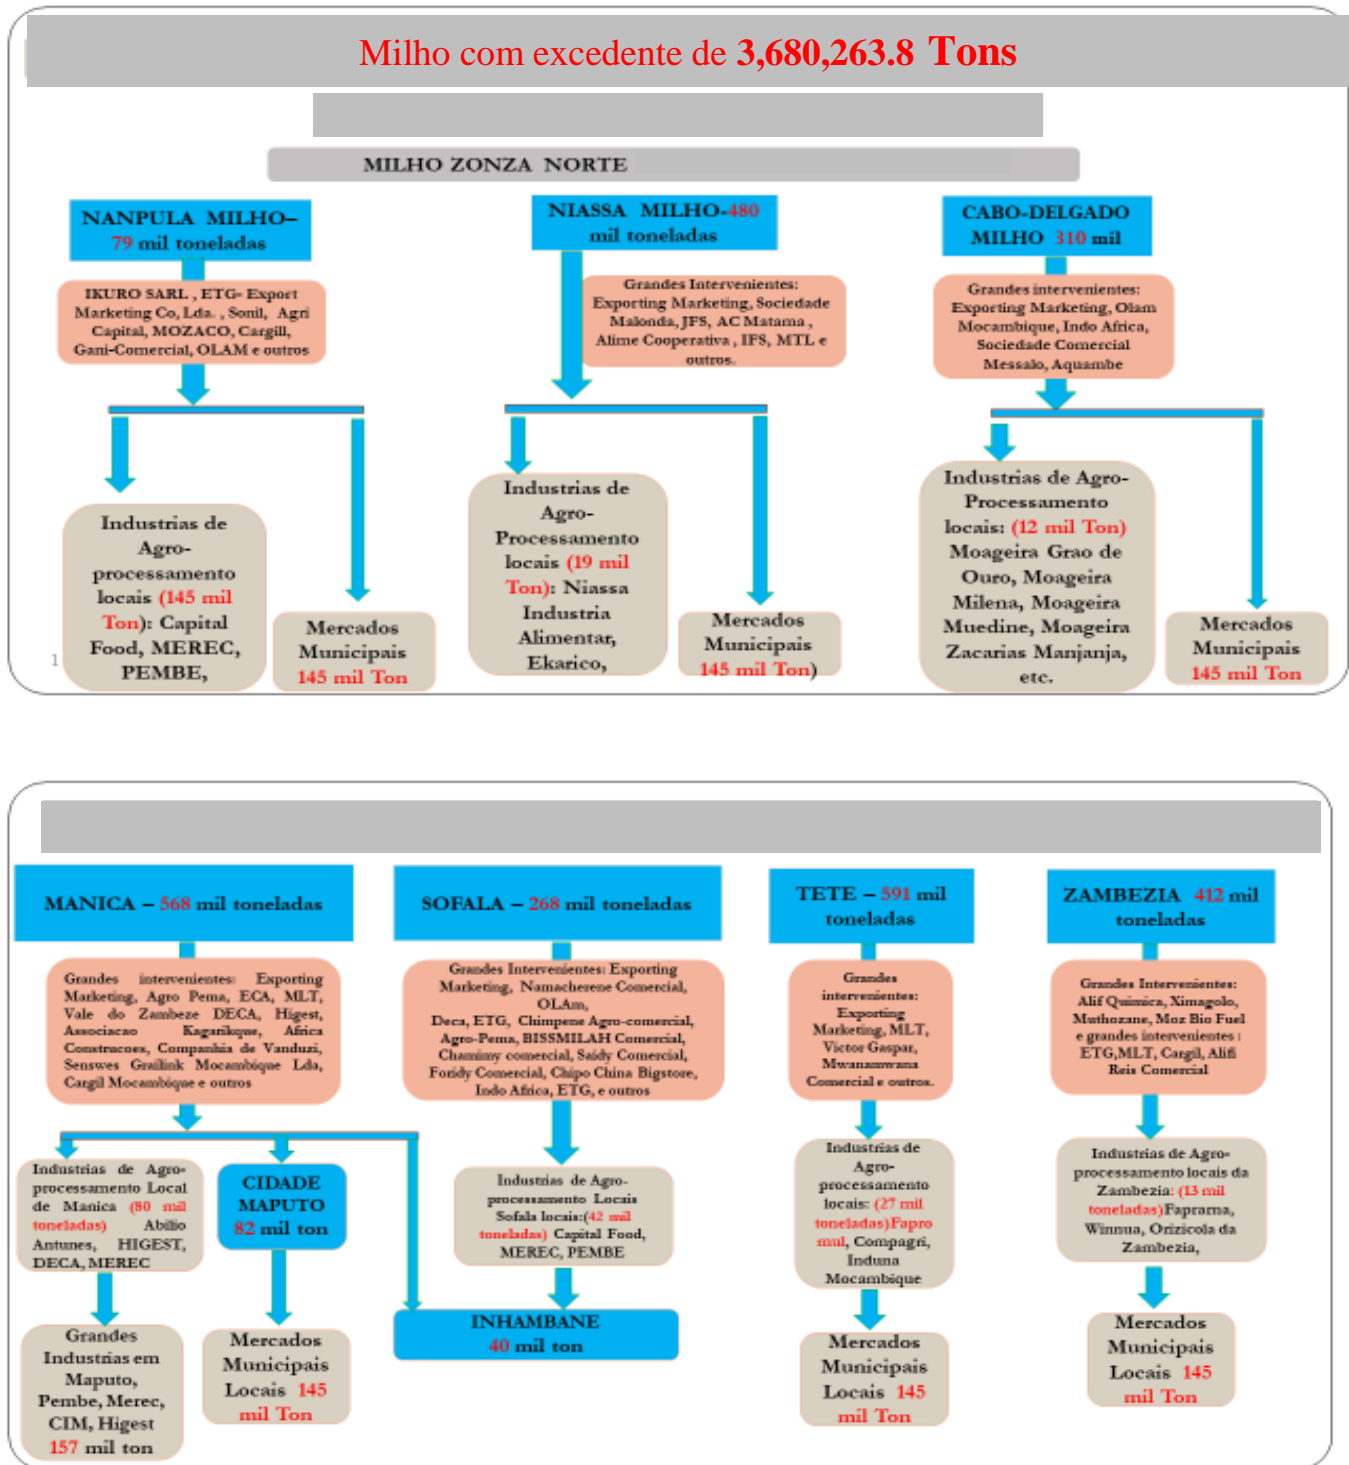 Milho com excedente de 3,680,263.8 Tons
MILHO ZONZA NORTE
NANPULA MILHO–
79 mil toneladas
NIASSA MILHO-480
mil toneladas
CABO-DELGADO
MILHO 310 mil
IKURO SARL , ETG- Export
Marketing Co, Lda. , Sonil, Agri
Capital, MOZACO, Cargill,
Gani-Comercial, OLAM e outros
Grandes Intervenientes:
Exporting Marketing, Sociedade
Malonda, JFS, AC Matama ,
Alime Cooperativa , IFS, MTL e
outros.
Grandes intervenientes:
Exporting Marketing, Olam
Mocambique, Indo Africa,
Sociedade Comercial
Messalo, Aquambe
Industrias de
Agro-
processamento
locais (145 mil
Ton): Capital
Food, MEREC,
PEMBE,
Mercados
Municipais
145 mil Ton
Industrias de
Agro-
Processamento
locais (19 mil
Ton): Niassa
Industria
Alimentar,
Ekarico,
Mercados
Municipais
145 mil Ton)
Industrias de Agro-
Processamento
locais: (12 mil Ton)
Moageira Grao de
Ouro, Moageira
Milena, Moageira
Muedine, Moageira
Zacarias Manjanja,
etc.
Mercados
Municipais
145 mil Ton
1
MANICA – 568 mil toneladas
SOFALA – 268 mil toneladas
TETE – 591 mil
toneladas
ZAMBEZIA 412 mil
toneladas
Grandes intervenientes: Exporting
Marketing, Agro Pema, ECA, MLT,
Vale do Zambeze DECA, Higest,
Associacao Kagarikque, Africa
Construcoes, Companhia de Vanduzi,
Senswes Grailink Mocambique Lda,
Cargil Mocambique e outros
Grandes Intervenientes: Exporting
Marketing, Namacherene Comercial,
OLAm,
Deca, ETG, Chimpene Agro-comercial,
Agro-Pema, BISSMILAH Comercial,
Chamimy comercial, Saidy Comercial,
Foridy Comercial, Chipo China Bigstore,
Indo Africa, ETG, e outros
Grandes
intervenientes:
Exporting
Marketing, MLT,
Victor Gaspar,
Mwanamwana
Comercial e outros.
Grandes Intervenientes:
Alif Quimica, Ximagolo,
Muthozane, Moz Bio Fuel
e grandes intervenientes :
ETG,MLT, Cargil, Alifi
Reis Comercial
Industrias de Agro-
processamento Local
de Manica (80 mil
toneladas) Abilio
Antunes, HIGEST,
DECA, MEREC
CIDADE
MAPUTO
82 mil ton
Industrias de Agro-
processamento Locais
Sofala locais:(42 mil
toneladas) Capital Food,
MEREC, PEMBE
Industrias de
Agro-
processamento
locais: (27 mil
toneladas)Fapro
mul, Compagri,
Induna
Mocambique
Industrias de Agro-
processamento locais da
Zambezia: (13 mil
toneladas)Faprarna,
Winnua, Orizicola da
Zambezia,
Grandes
Industrias em
Maputo,
Pembe, Merec,
CIM, Higest
157 mil ton
Mercados
Municipais
Locais 145
mil Ton
INHAMBANE
40 mil ton
Mercados
Municipais
Locais 145
mil Ton
Mercados
Municipais
Locais 145
mil Ton